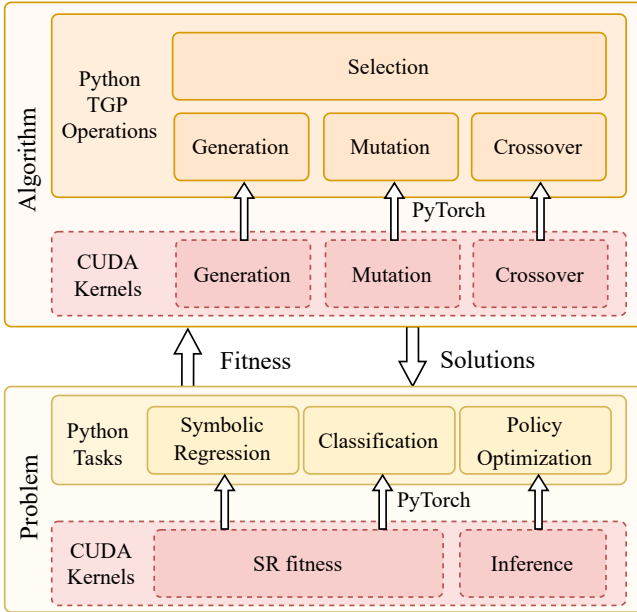 Algorithm
Python
TGP
Operations
Selection
Generation
Mutation
Crossover
PyTorch
CUDA
Kernels
Generation
Mutation
Crossover
Fitness
Solutions
Problem
Python
Tasks
Symbolic
Regression
Classification
Policy
Optimization
PyTorch
CUDA
Kernels
SR fitness
Inference